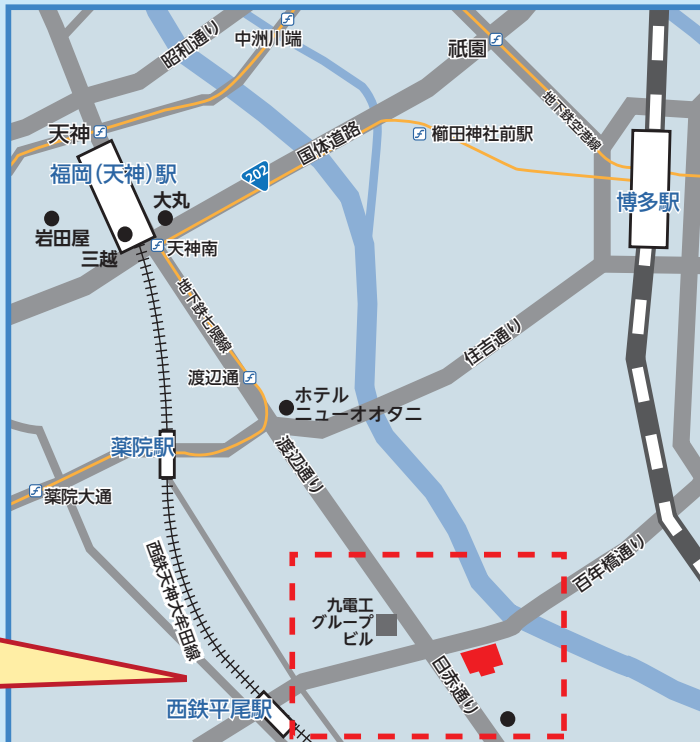 昭和通り
中洲川端
祇園
天神
地下鉄空港線
櫛田神社前駅
国体道路
202
福岡(天神)駅
大丸
博多駅
岩田屋
三越
天神南
地下鉄七隈線
住吉通り
渡辺通
ホテル
ニューオオタニ
薬院駅
渡辺通り
薬院大通
西鉄天神大牟田線
百年橋通り
九電工
グループ
ビル
日赤通り
西鉄平尾駅